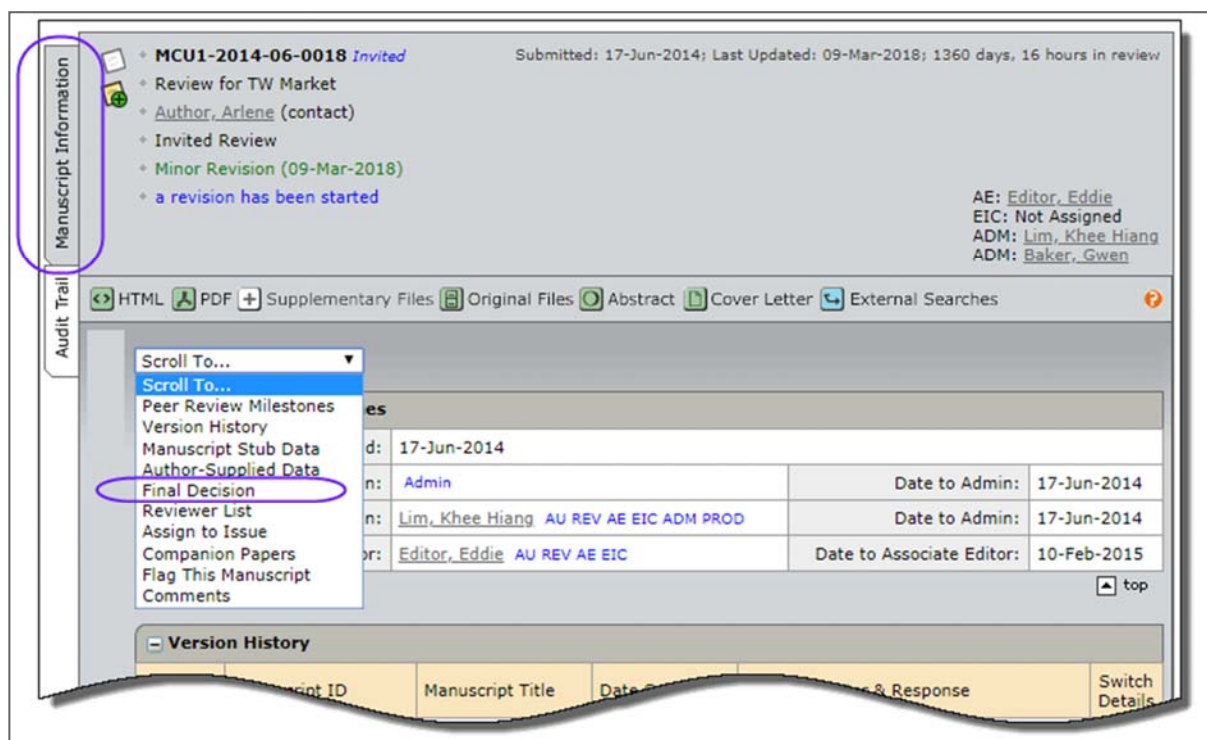 Manuscript Information
Audit Trail
MCU1-2014-06-0018 Invited
Submitted: 17-Jun-2014; Last Updated: 09-Mar-2018; 1360 days, 16 hours in review
Review for TW Market
Author, Arlene (contact)
Invited Review
Minor Revision (09-Mar-2018)
a revision has been started
AE: Editor, Eddie
EIC: Not Assigned
ADM: Lim, Khee Hiang
ADM: Baker, Gwen
HTML PDF Supplementary Files Original Files Abstract Cover Letter External Searches
Scroll To...
Scroll To...
Peer Review Milestones
Version History
Manuscript Stub Data
Author-Supplied Data
Final Decision
Reviewer List
Assign to Issue
Companion Papers
Flag This Manuscript
Comments
es
d: 17-Jun-2014
n: Admin Date to Admin: 17-Jun-2014
n: Lim, Khee Hiang AU REV AE EIC ADM PROD Date to Admin: 17-Jun-2014
or: Editor, Eddie AU REV AE EIC Date to Associate Editor: 10-Feb-2015
top
Version History
ID Manuscript Title & Response Switch
Details